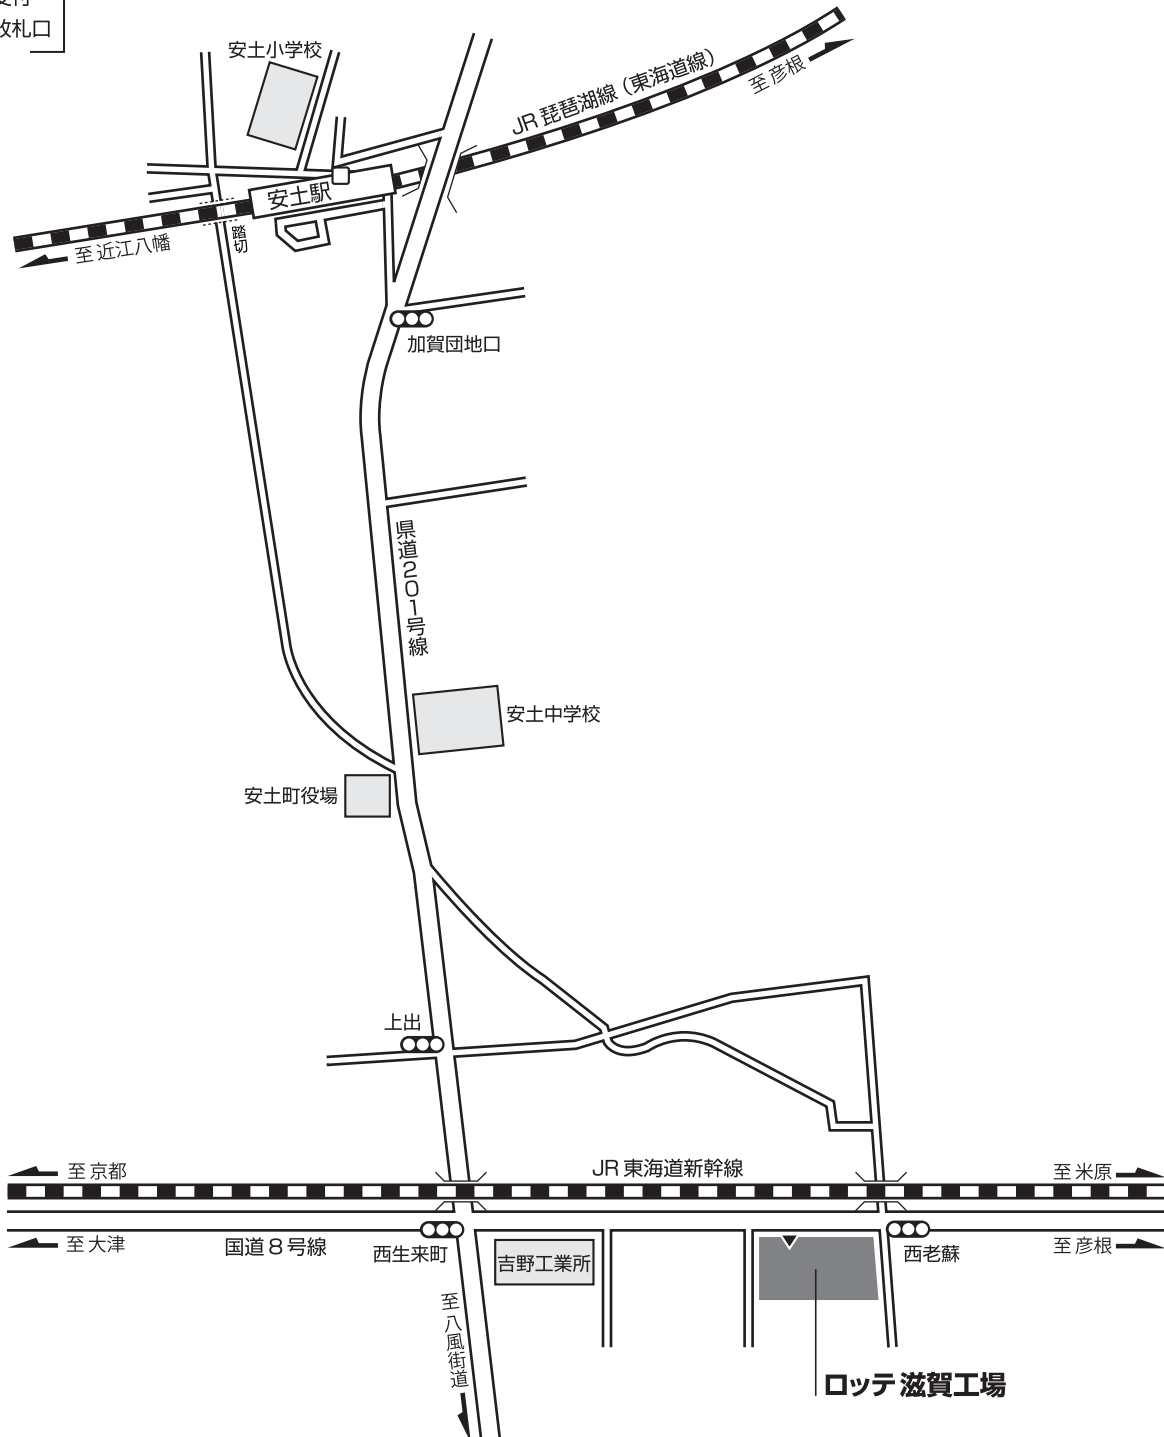 改札口
安土小学校
JR 琵琶湖線（東海道線）
至 彦根
安土駅
踏切
至 近江八幡
加賀団地口
県道201号線
安土中学校
安土町役場
上出
至 京都
JR 東海道新幹線
至 米原
至 大津
国道8号線
西生来町
吉野工業所
西老蘇
至 彦根
至 八風街道
ロッテ 滋賀工場